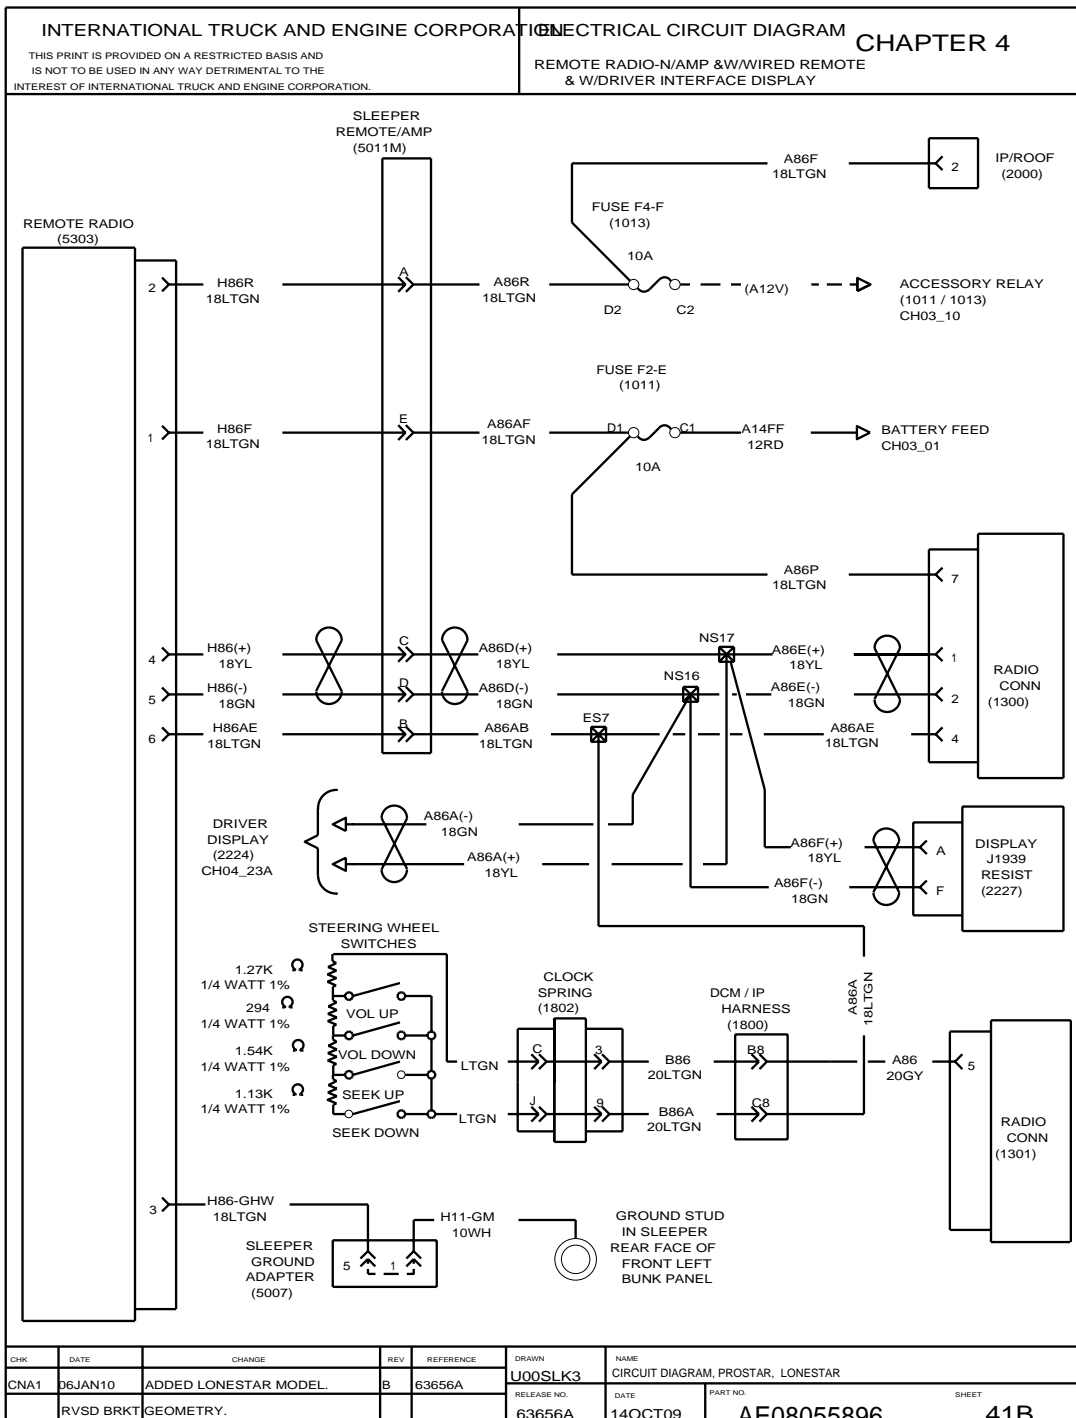 INTERNATIONAL TRUCK AND ENGINE CORPORATION
THIS PRINT IS PROVIDED ON A RESTRICTED BASIS AND
IS NOT TO BE USED IN ANY WAY DETRIMENTAL TO THE
INTEREST OF INTERNATIONAL TRUCK AND ENGINE CORPORATION.
ELECTRICAL CIRCUIT DIAGRAM
CHAPTER 4
REMOTE RADIO-N/AMP &W/WIRED REMOTE
& W/DRIVER INTERFACE DISPLAY
SLEEPER
REMOTE/AMP
(5011M)
A86F
18LTGN
2
IP/ROOF
(2000)
REMOTE RADIO
(5303)
FUSE F4-F
(1013)
10A
2
H86R
18LTGN
A
A86R
18LTGN
D2
C2
(A12V)
ACCESSORY RELAY
(1011 / 1013)
CH03_10
FUSE F2-E
(1011)
1
H86F
18LTGN
E
A86AF
18LTGN
D1
C1
10A
A14FF
12RD
BATTERY FEED
CH03_01
A86P
18LTGN
7
4
H86(+)
18YL
C
A86D(+)
18YL
NS17
A86E(+)
18YL
1
RADIO
CONN
(1300)
5
H86(-)
18GN
D
A86D(-)
18GN
NS16
A86E(-)
18GN
2
6
H86AE
18LTGN
B
A86AB
18LTGN
ES7
A86AE
18LTGN
4
DRIVER
DISPLAY
(2224)
CH04_23A
A86A(-)
18GN
A86A(+)
18YL
A86F(+)
18YL
A
A86F(-)
18GN
F
DISPLAY
J1939
RESIST
(2227)
STEERING WHEEL
SWITCHES
1.27K Ω
1/4 WATT 1%
294 Ω
1/4 WATT 1%
1.54K Ω
1/4 WATT 1%
1.13K Ω
1/4 WATT 1%
VOL UP
VOL DOWN
SEEK UP
SEEK DOWN
LTGN
LTGN
CLOCK
SPRING
(1802)
C
3
J
9
B86
20LTGN
B86A
20LTGN
DCM / IP
HARNESS
(1800)
B8
C8
A86A
18LTGN
A86
20GY
5
RADIO
CONN
(1301)
3
H86-GHW
18LTGN
SLEEPER
GROUND
ADAPTER
(5007)
5
1
H11-GM
10WH
GROUND STUD
IN SLEEPER
REAR FACE OF
FRONT LEFT
BUNK PANEL
CHK DATE CHANGE REV REFERENCE
CNA1 06JAN10 ADDED LONESTAR MODEL. B 63656A
RVSD BRKT GEOMETRY.
DRAWN
U00SLK3
NAME
CIRCUIT DIAGRAM, PROSTAR, LONESTAR
RELEASE NO.
63656A
DATE
14OCT09
PART NO.
AE08055896
SHEET
41B